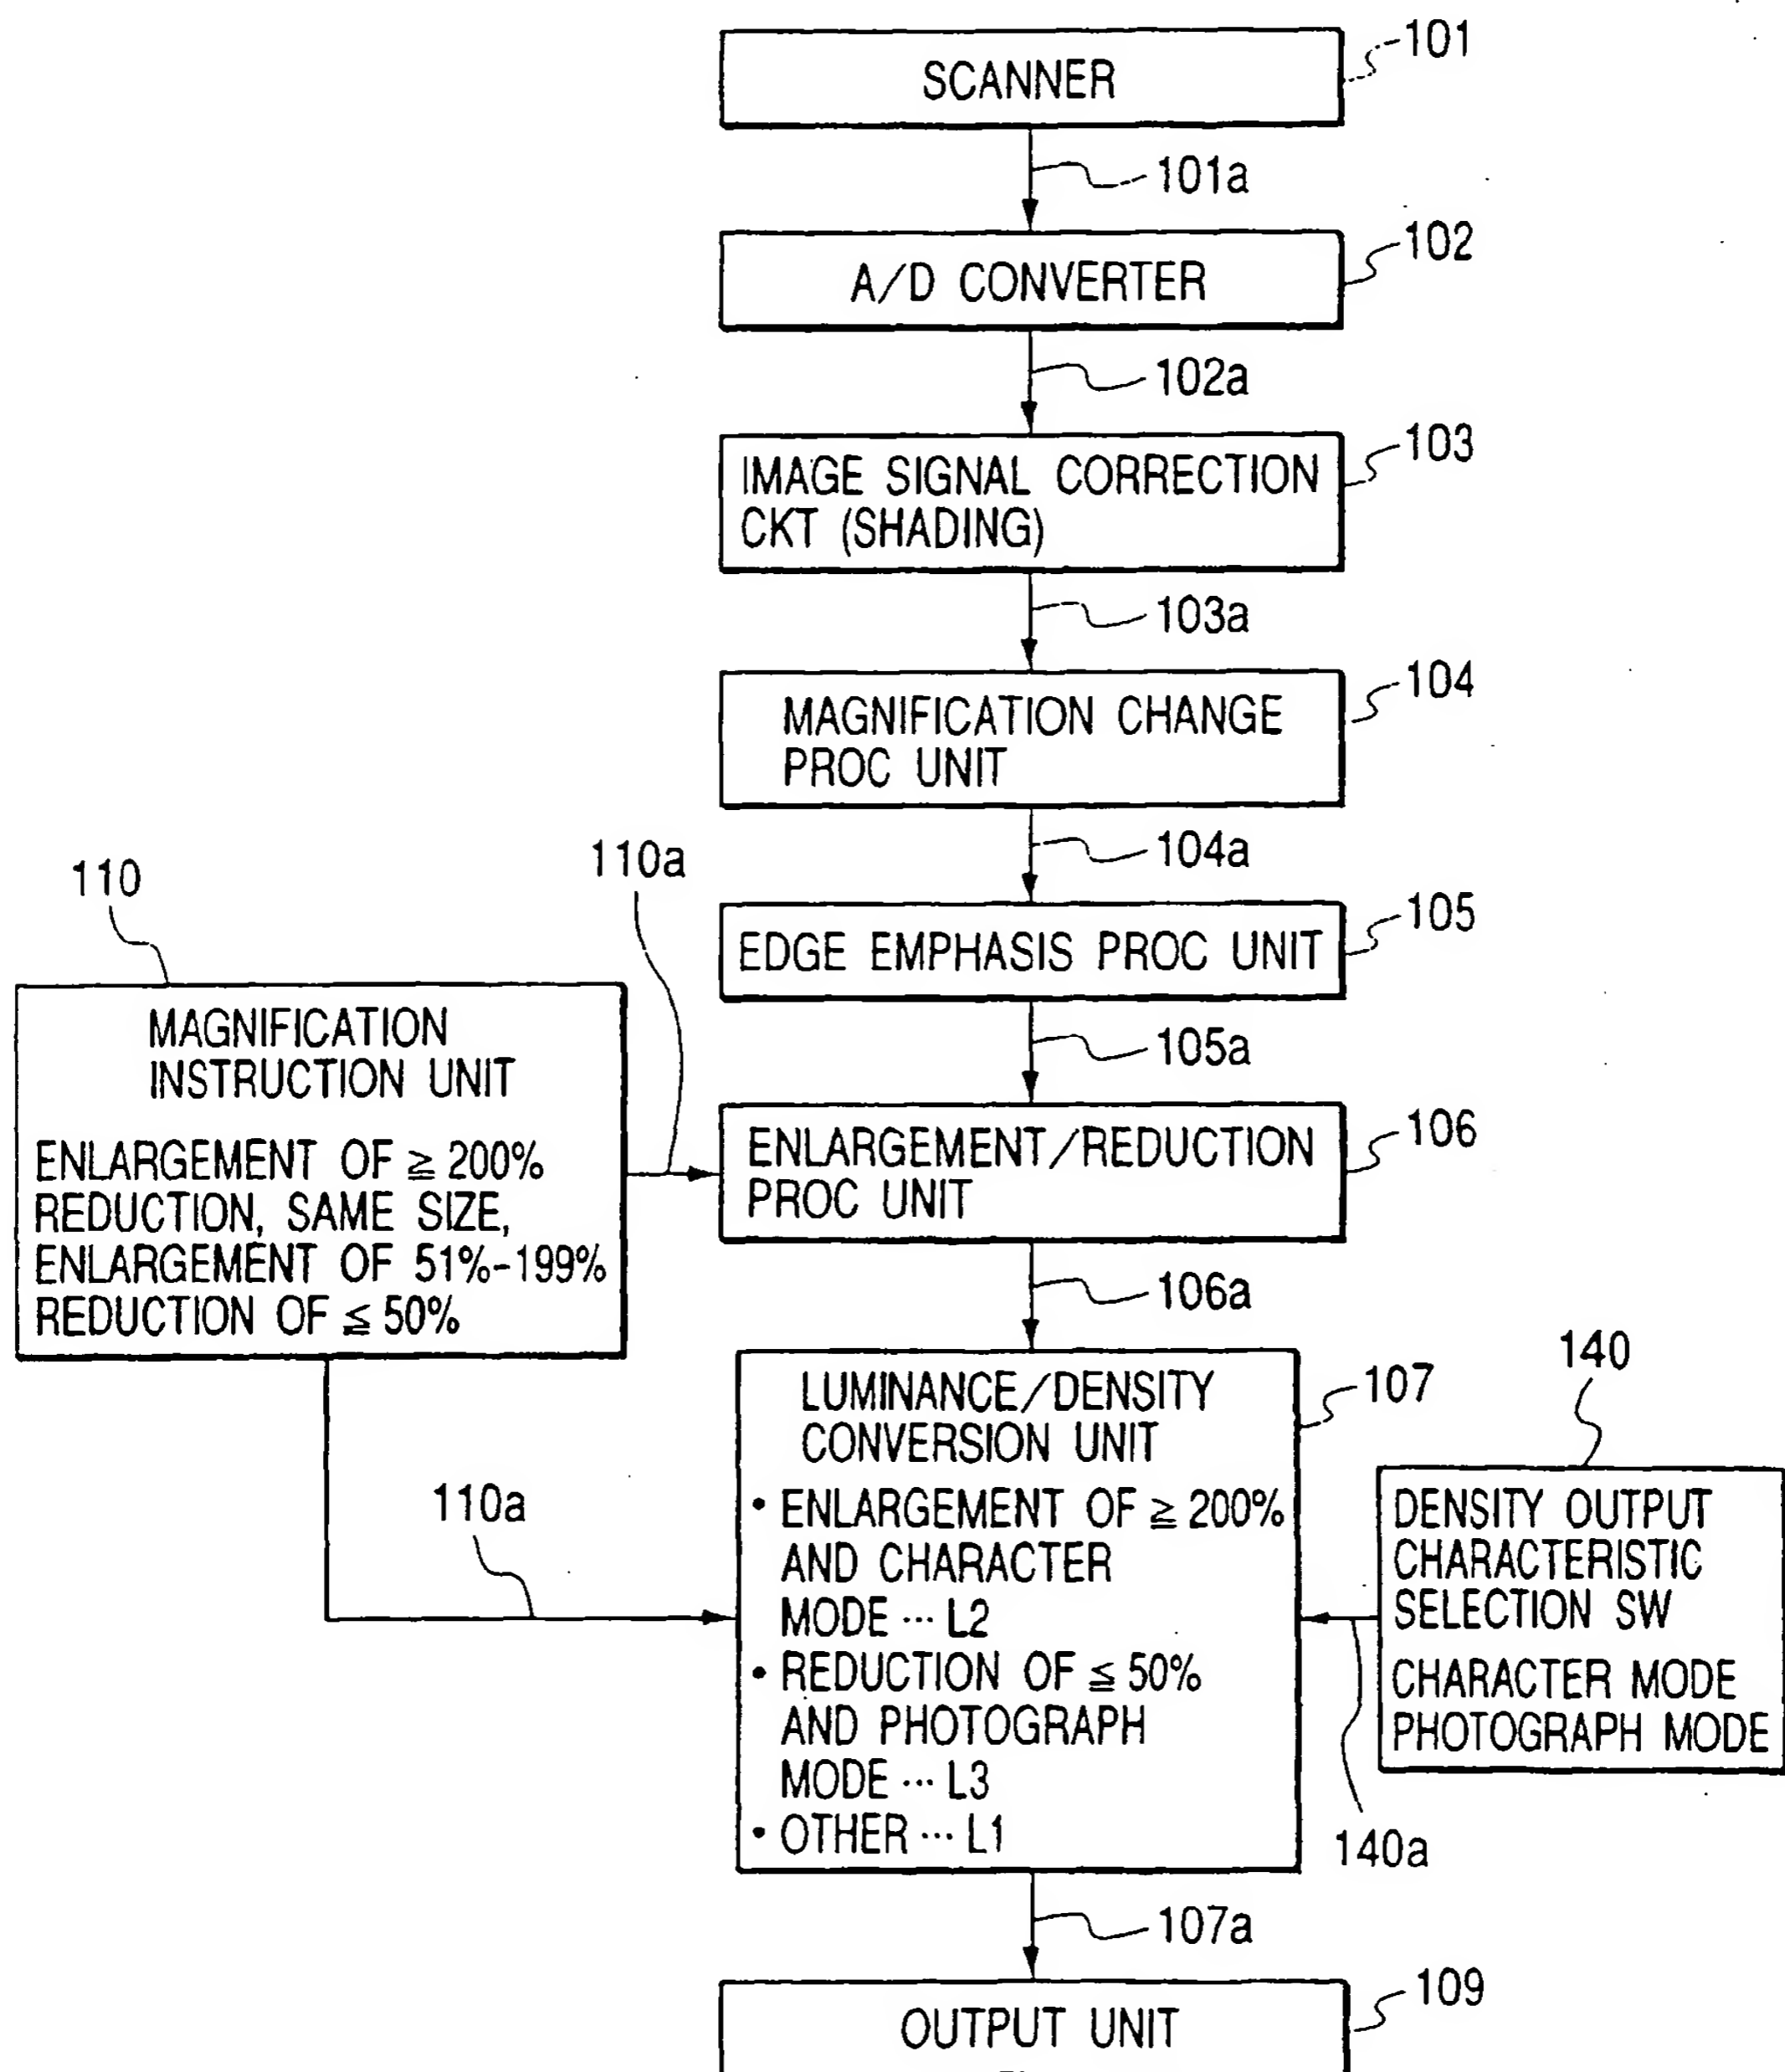 SCANNER
101
101a
A/D CONVERTER
102
102a
IMAGE SIGNAL CORRECTION
CKT (SHADING)
103
103a
MAGNIFICATION CHANGE
PROC UNIT
104
104a
EDGE EMPHASIS PROC UNIT
105
105a
110
110a
MAGNIFICATION
INSTRUCTION UNIT
ENLARGEMENT OF ≧ 200%
REDUCTION, SAME SIZE,
ENLARGEMENT OF 51%-199%
REDUCTION OF ≦ 50%
ENLARGEMENT/REDUCTION
PROC UNIT
106
106a
110a
LUMINANCE/DENSITY
CONVERSION UNIT
• ENLARGEMENT OF ≧ 200%
AND CHARACTER
MODE ··· L2
• REDUCTION OF ≦ 50%
AND PHOTOGRAPH
MODE ··· L3
• OTHER ··· L1
107
140
DENSITY OUTPUT
CHARACTERISTIC
SELECTION SW
CHARACTER MODE
PHOTOGRAPH MODE
140a
107a
OUTPUT UNIT
109